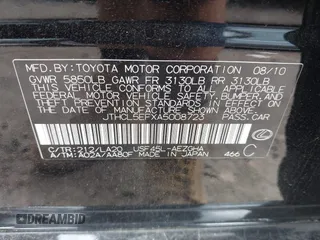 MFD. BY: TOYOTA MOTOR CORPORATION 08/10
GVWR 5850LB GAWR FR 3130LB RR 3130LB
THIS VEHICLE CONFORMS TO ALL APPLICABLE
FEDERAL MOTOR VEHICLE SAFETY, BUMPER, AND
THEFT PREVENTION STANDARDS IN EFFECT ON
THE DATE OF MANUFACTURE SHOWN ABOVE.
JTHCL5EFXA5008723 PASS.CAR
C/TR:212/LA20 USF45L-AEZGHA
A/TM:A02A/AA80F MADE IN JAPAN 466 C